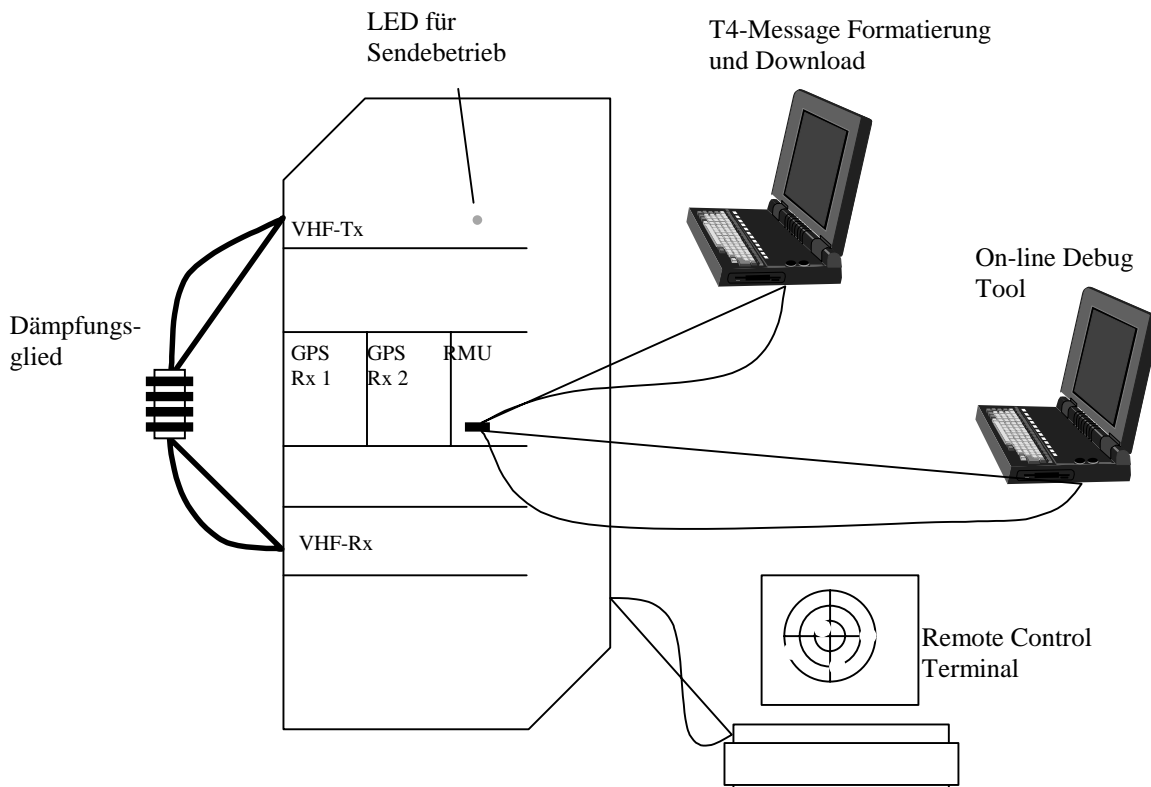 LED für
Sendebetrieb
T4-Message Formatierung
und Download
VHF-Tx
On-line Debug
Tool
Dämpfungs-
glied
GPS
Rx 1
GPS
Rx 2
RMU
VHF-Rx
Remote Control
Terminal